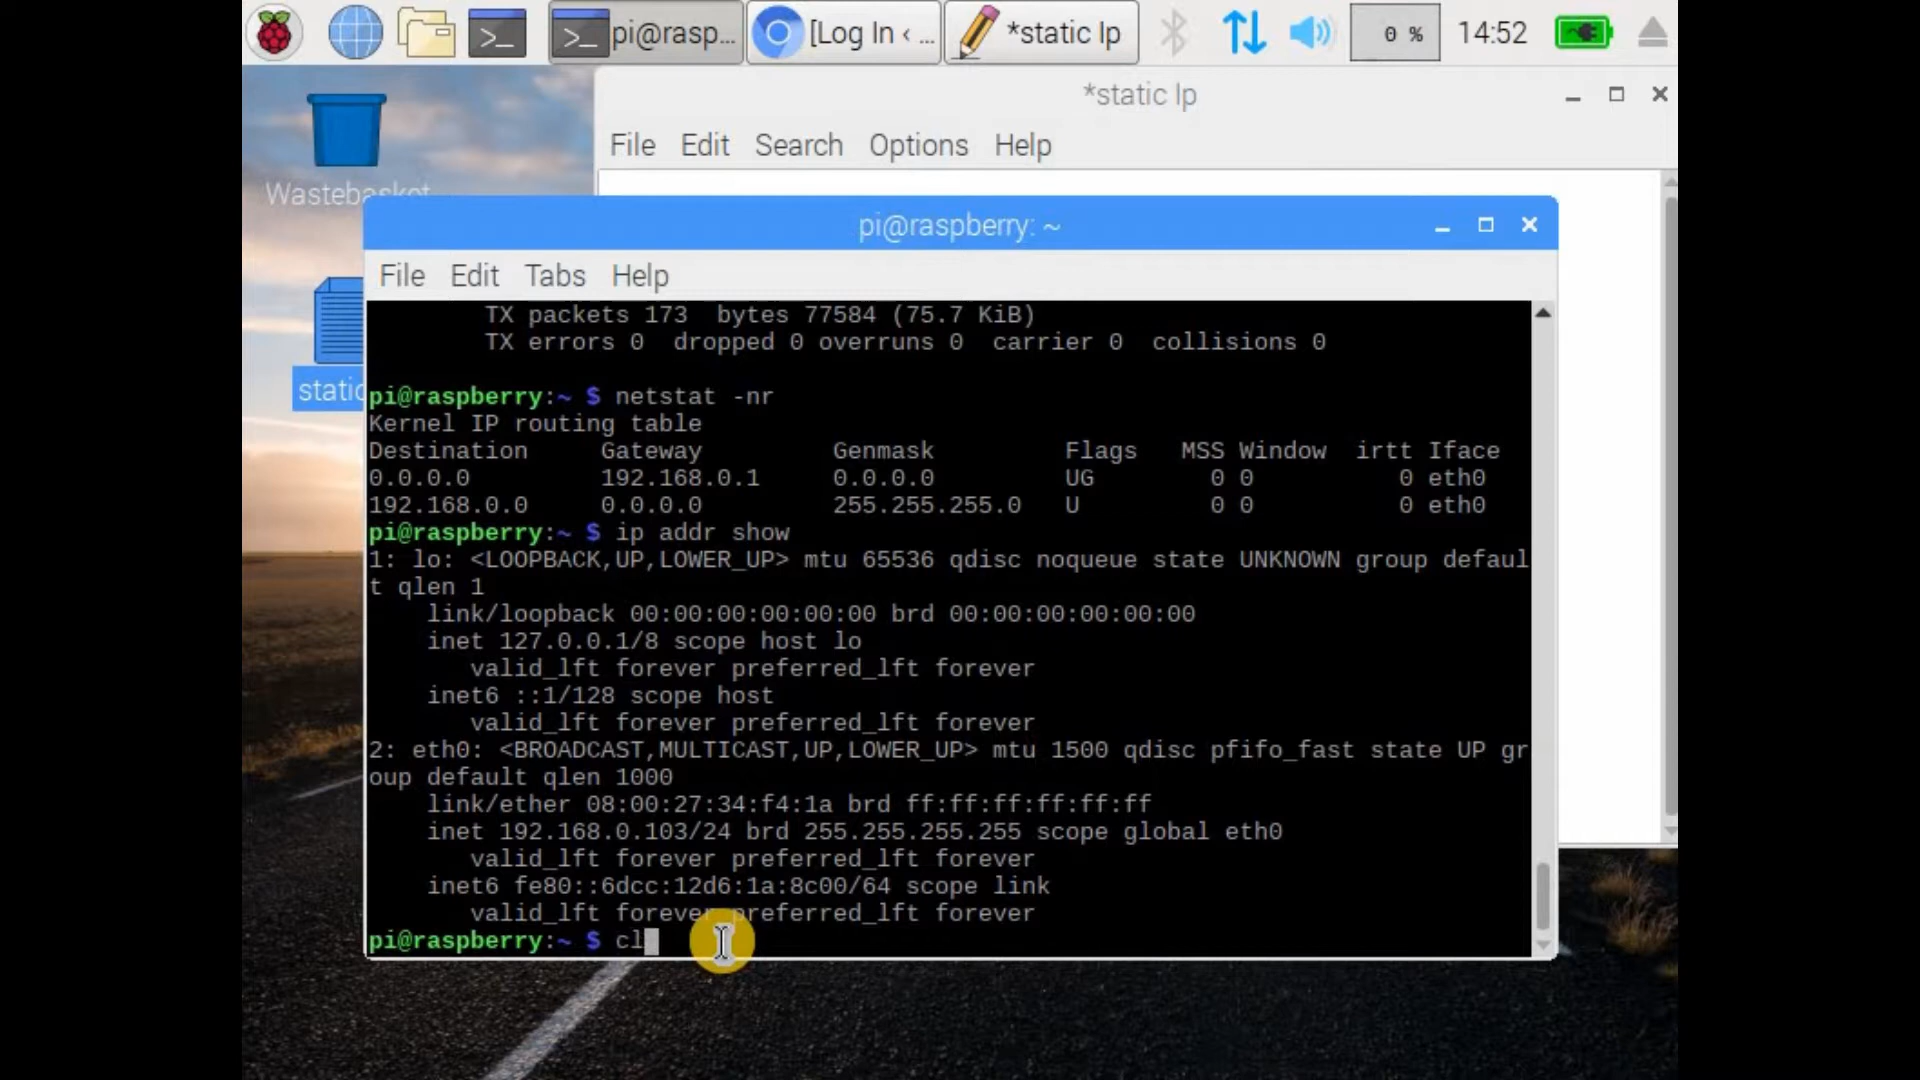 pi@rasp...
[Log In ‹ ...
*static Ip
0 %
14:52
*static Ip
File Edit Search Options Help
Wastebasket
static
pi@raspberry: ~
File Edit Tabs Help
TX packets 173  bytes 77584 (75.7 KiB)
TX errors 0  dropped 0 overruns 0  carrier 0  collisions 0
pi@raspberry:~ $ netstat -nr
Kernel IP routing table
Destination     Gateway         Genmask         Flags   MSS Window  irtt Iface
0.0.0.0         192.168.0.1     0.0.0.0         UG        0 0          0 eth0
192.168.0.0     0.0.0.0         255.255.255.0   U         0 0          0 eth0
pi@raspberry:~ $ ip addr show
1: lo: <LOOPBACK,UP,LOWER_UP> mtu 65536 qdisc noqueue state UNKNOWN group defaul
t qlen 1
link/loopback 00:00:00:00:00:00 brd 00:00:00:00:00:00
inet 127.0.0.1/8 scope host lo
valid_lft forever preferred_lft forever
inet6 ::1/128 scope host
valid_lft forever preferred_lft forever
2: eth0: <BROADCAST,MULTICAST,UP,LOWER_UP> mtu 1500 qdisc pfifo_fast state UP gr
oup default qlen 1000
link/ether 08:00:27:34:f4:1a brd ff:ff:ff:ff:ff:ff
inet 192.168.0.103/24 brd 255.255.255.255 scope global eth0
valid_lft forever preferred_lft forever
inet6 fe80::6dcc:12d6:1a:8c00/64 scope link
valid_lft forever preferred_lft forever
pi@raspberry:~ $ cl